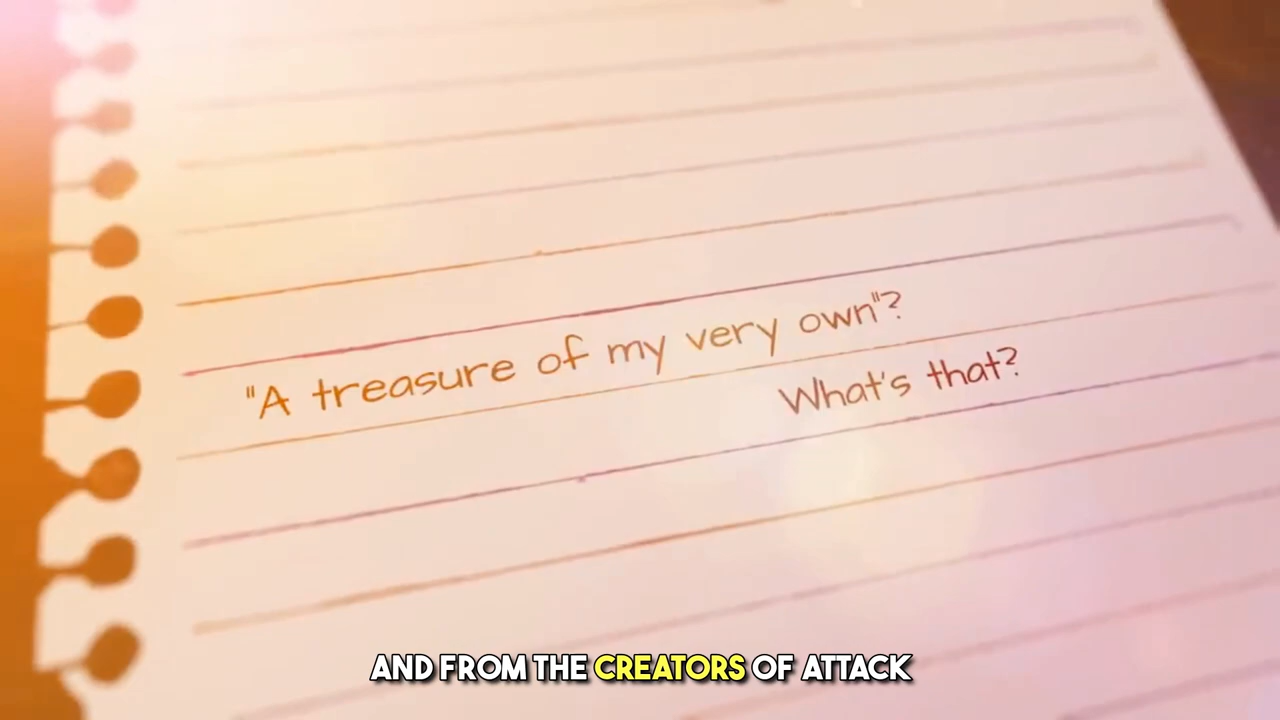 "A treasure of my very own"?
What's that?
AND FROM THE CREATORS OF ATTACK